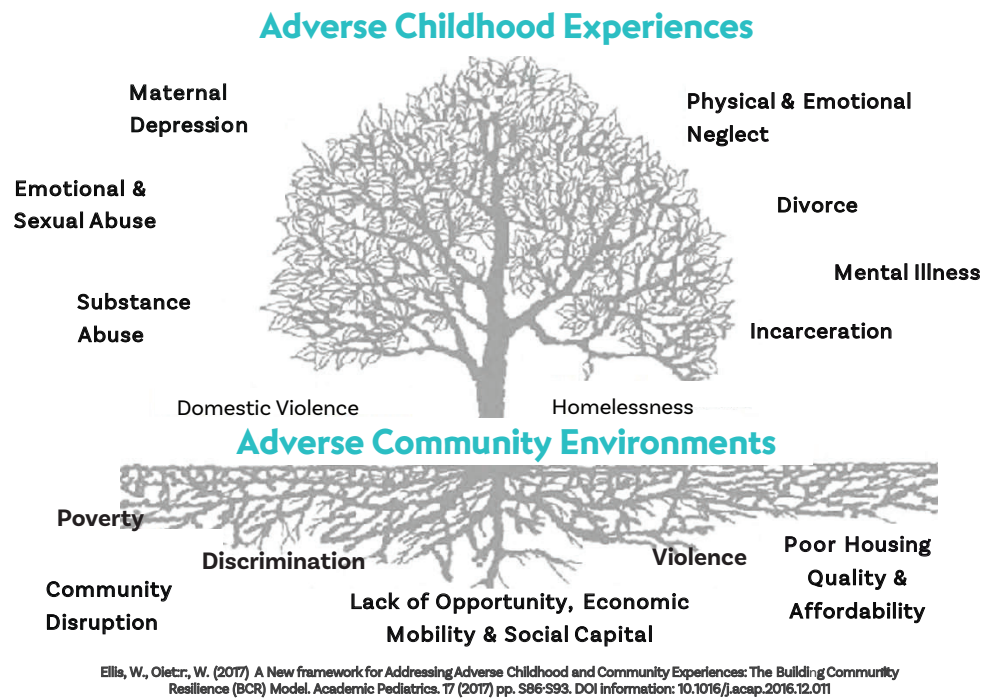 Adverse Childhood Experiences
Maternal
Depression
Physical & Emotional
Neglect
Emotional &
Sexual Abuse
Divorce
Mental Illness
Substance
Abuse
Incarceration
Domestic Violence
Homelessness
Adverse Community Environments
Poverty
Discrimination
Violence
Poor Housing
Quality &
Affordability
Community
Disruption
Lack of Opportunity, Economic
Mobility & Social Capital
Ellis, W., Dietz, W. (2017) A New framework for Addressing Adverse Childhood and Community Experiences: The Building Community
Resilience (BCR) Model. Academic Pediatrics. 17 (2017) pp. S86-S93. DOI information: 10.1016/j.acap.2016.12.011